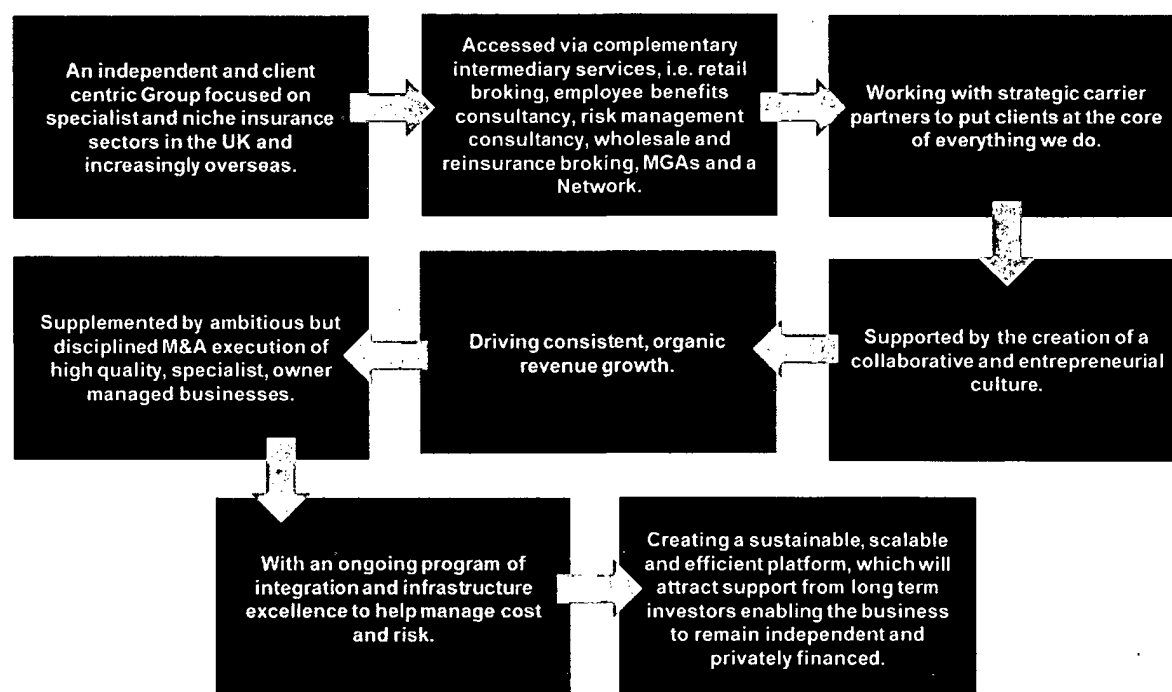 An independent and client
centric Group focused on
specialist and niche insurance
sectors in the UK and
increasingly overseas.
Accessed via complementary
intermediary services, i.e. retail
broking, employee benefits
consultancy, risk management
consultancy, wholesale and
reinsurance broking, MGAs and a
Network.
Working with strategic carrier
partners to put clients at the core
of everything we do.
Supported by the creation of a
collaborative and entrepreneurial
culture.
Driving consistent, organic
revenue growth.
Supplemented by ambitious but
disciplined M&A execution of
high quality, specialist, owner
managed businesses.
With an ongoing program of
integration and infrastructure
excellence to help manage cost
and risk.
Creating a sustainable, scalable
and efficient platform, which will
attract support from long term
investors enabling the business
to remain independent and
privately financed.